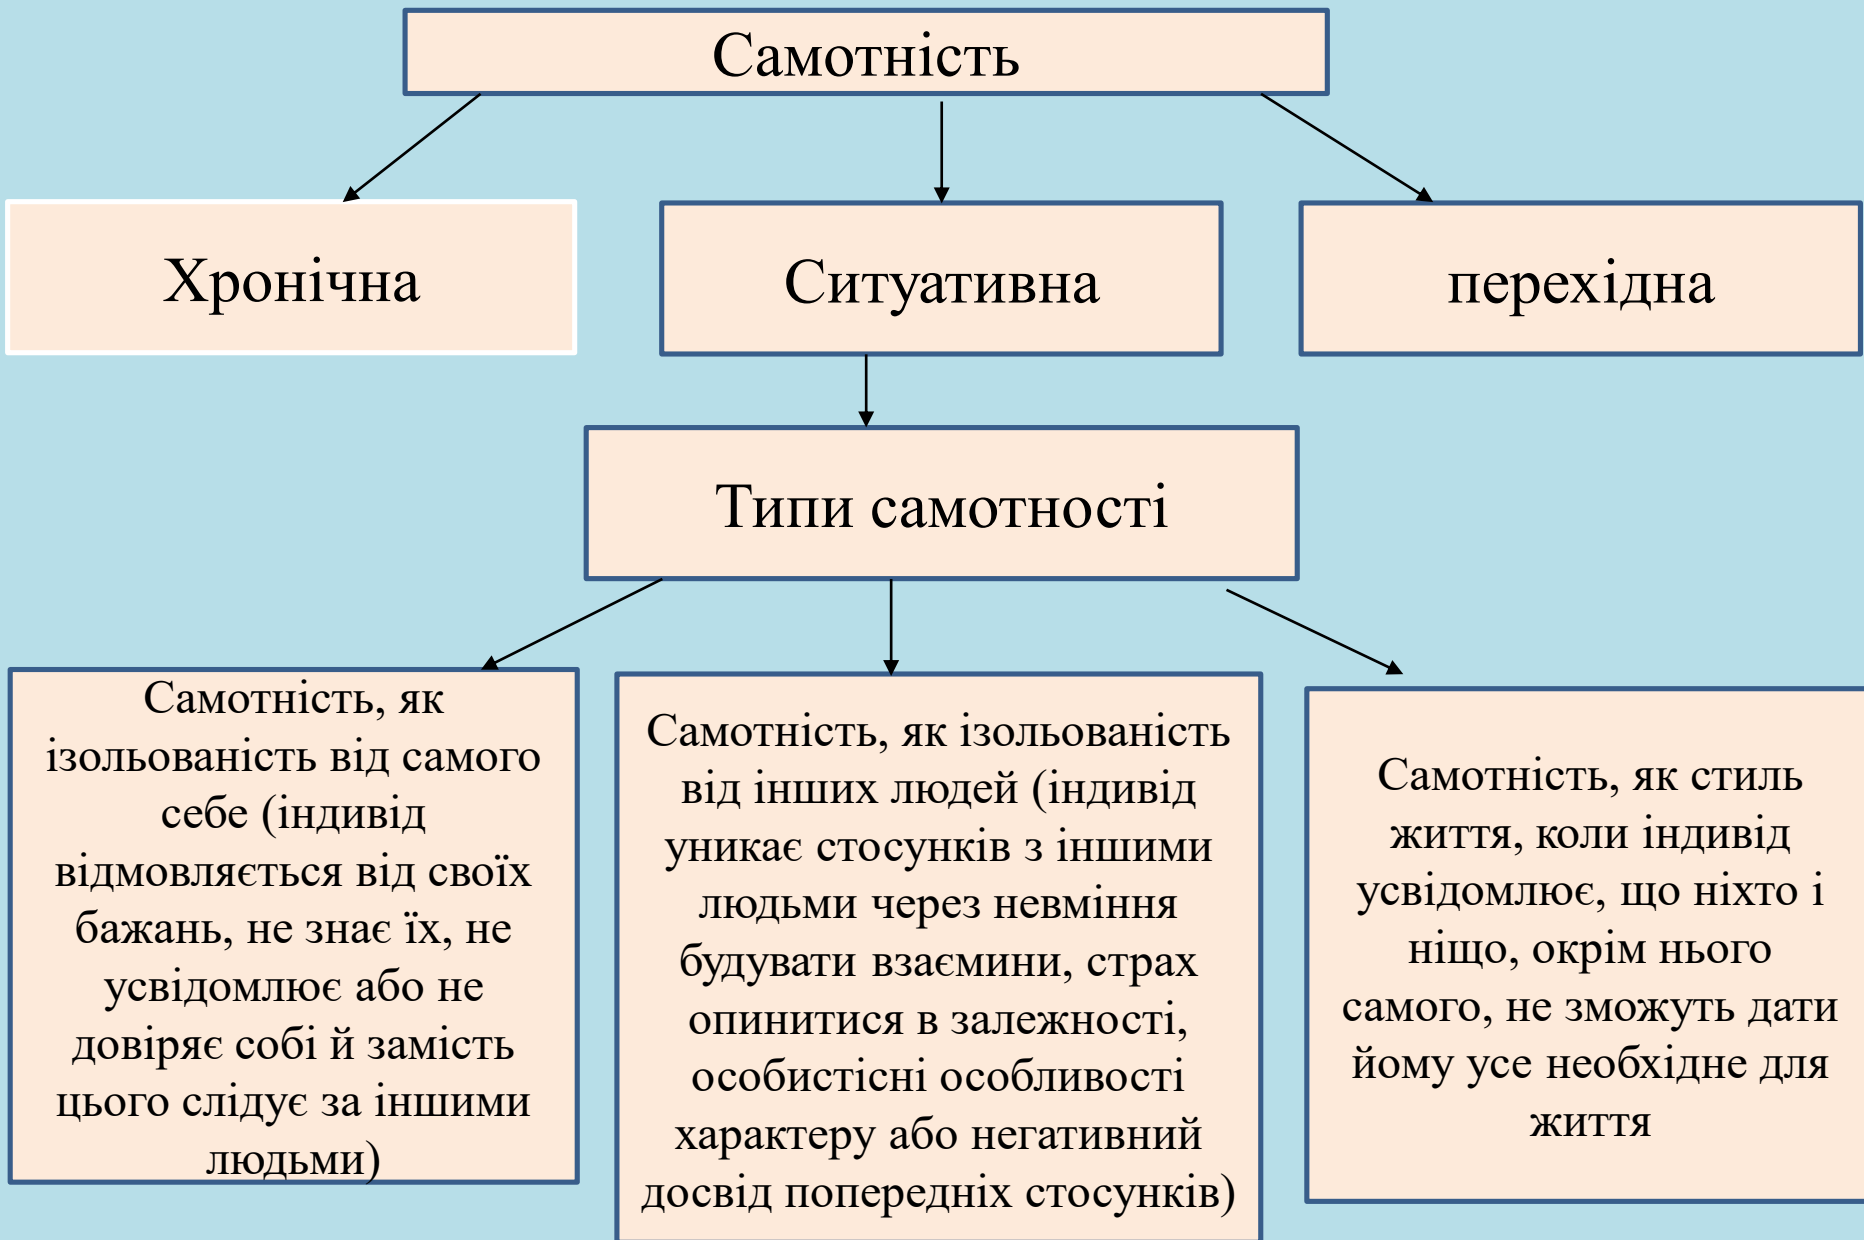 Самотність
Хронічна
Ситуативна
перехідна
Типи самотності
Самотність, як
ізольованість від самого
себе (індивід
відмовляється від своїх
бажань, не знає їх, не
усвідомлює або не
довіряє собі й замість
цього слідує за іншими
людьми)
Самотність, як ізольованість
від інших людей (індивід
уникає стосунків з іншими
людьми через невміння
будувати взаємини, страх
опинитися в залежності,
особистісні особливості
характеру або негативний
досвід попередніх стосунків)
Самотність, як стиль
життя, коли індивід
усвідомлює, що ніхто і
ніщо, окрім нього
самого, не зможуть дати
йому усе необхідне для
життя